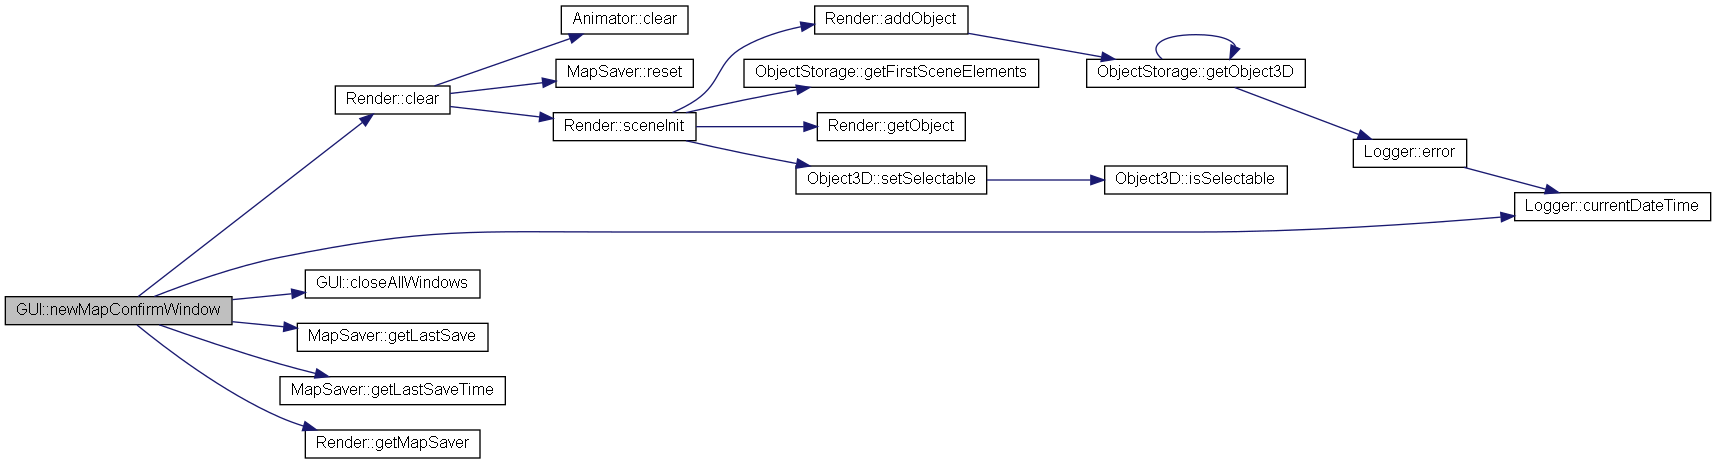 Animator::clear
Render::addObject
MapSaver::reset
ObjectStorage::getFirstSceneElements
ObjectStorage::getObject3D
Render::clear
Render::sceneInit
Render::getObject
Logger::error
Object3D::setSelectable
Object3D::isSelectable
Logger::currentDateTime
GUI::closeAllWindows
GUI::newMapConfirmWindow
MapSaver::getLastSave
MapSaver::getLastSaveTime
Render::getMapSaver